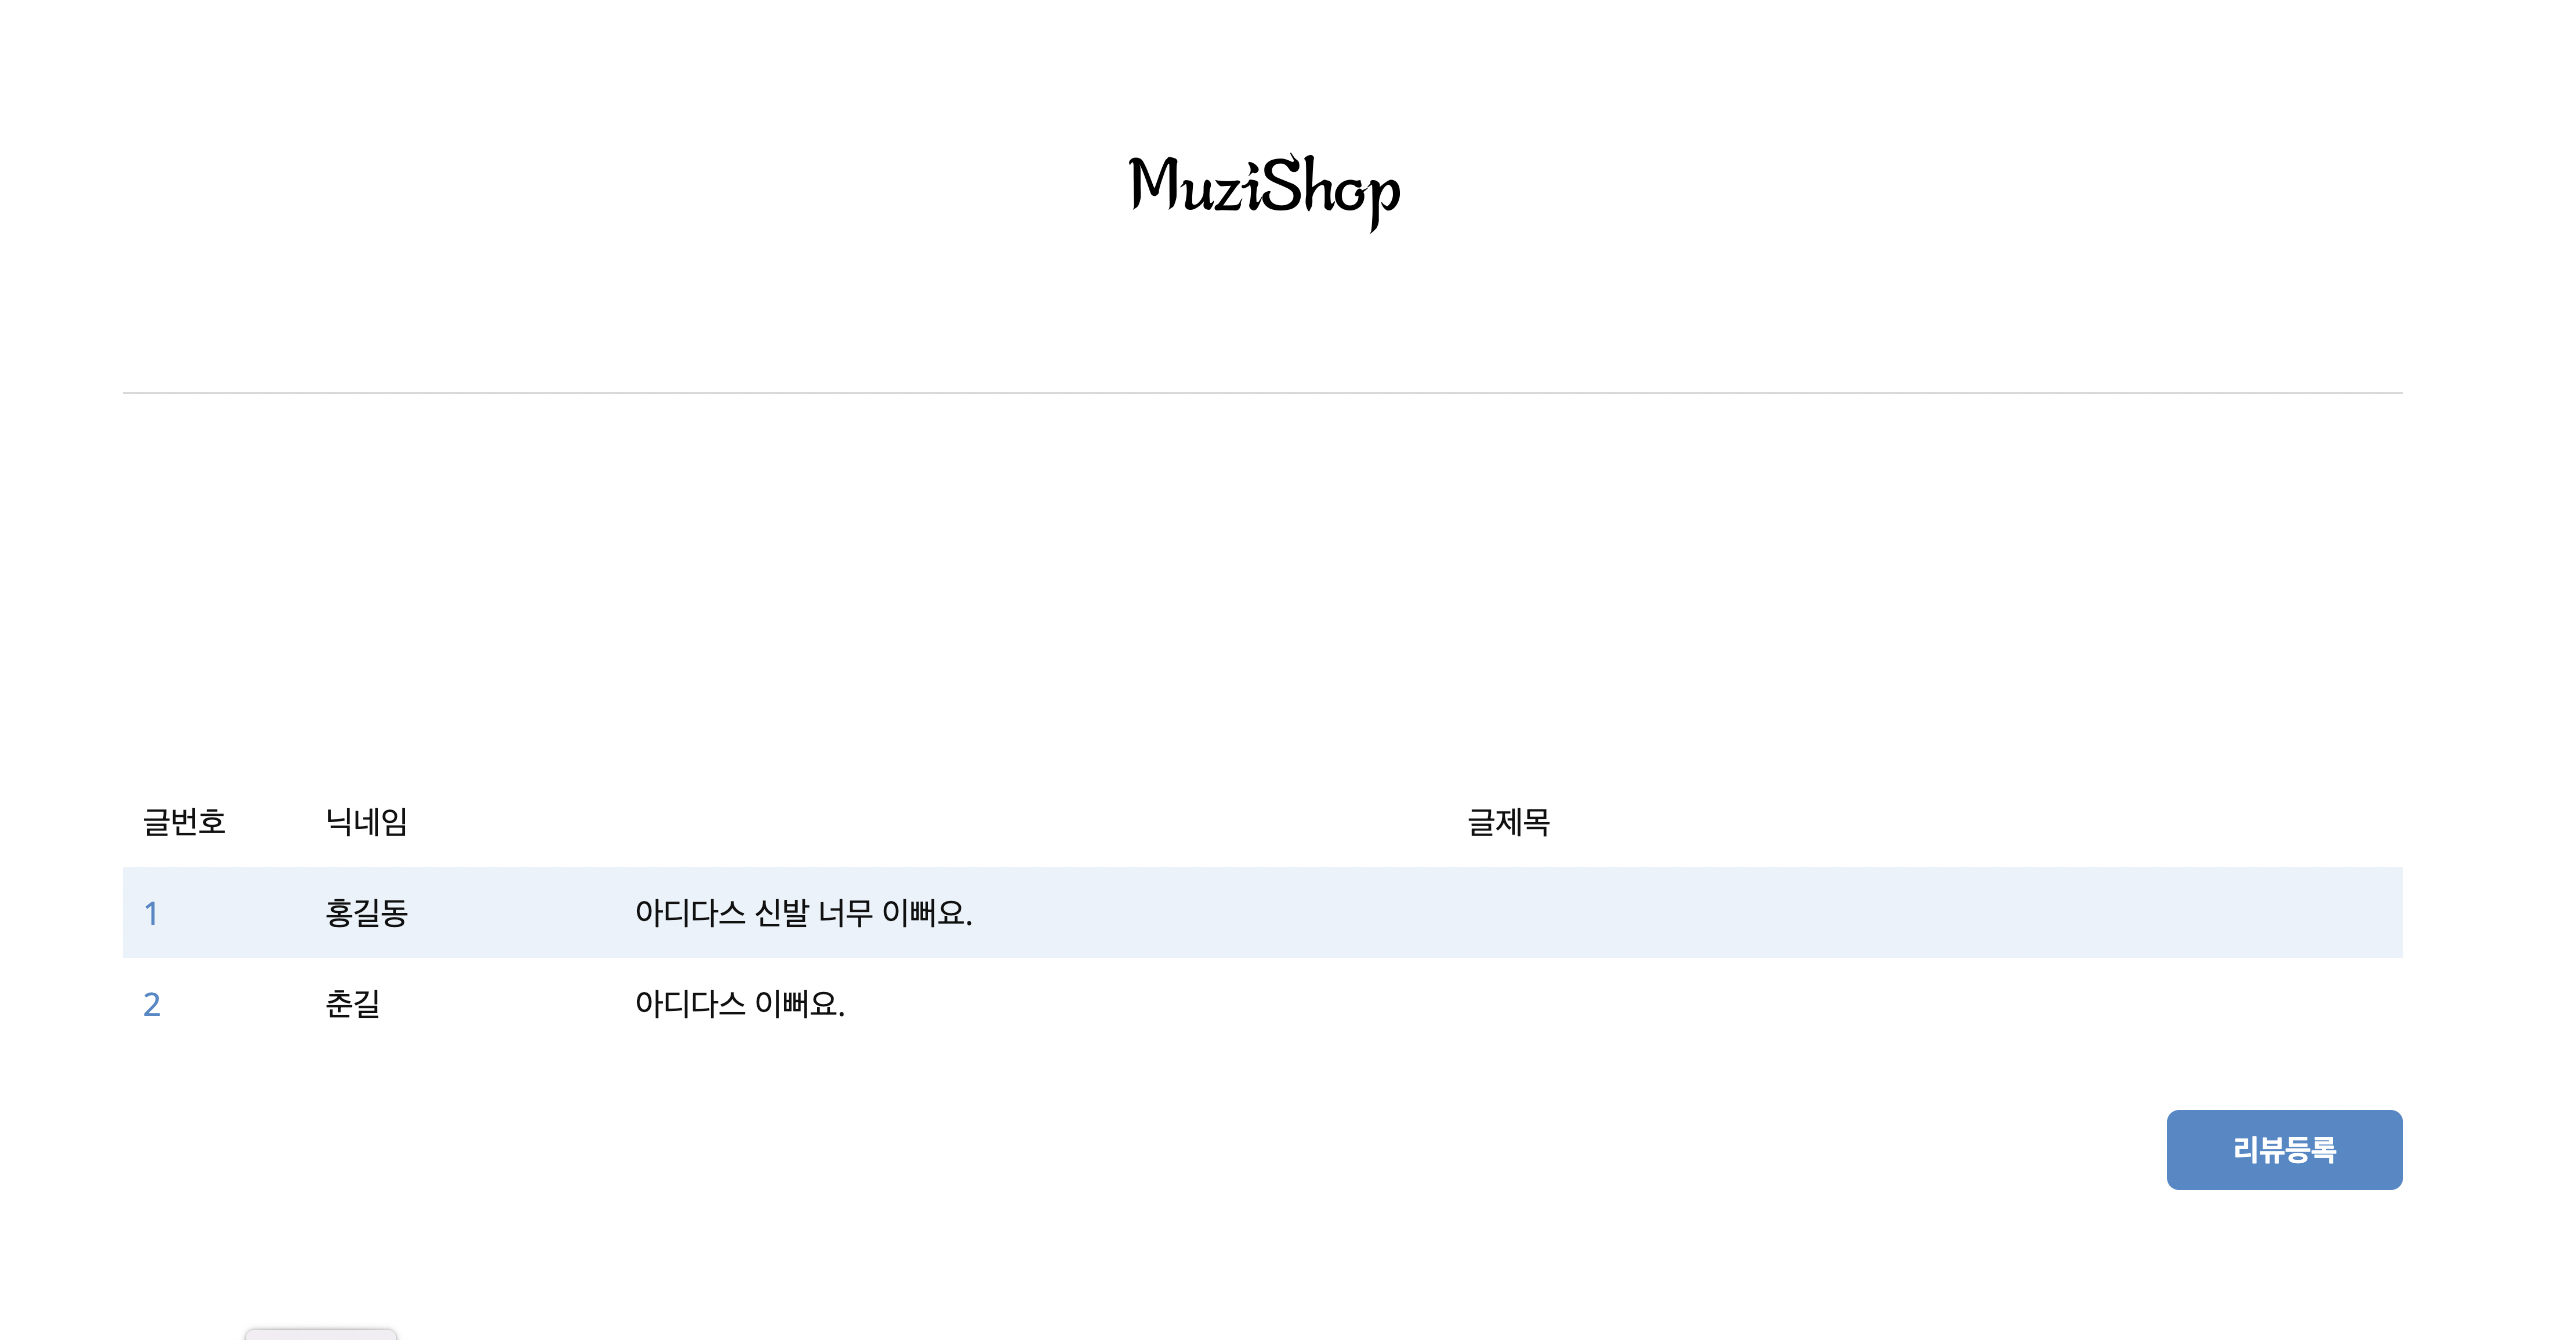 MuziShop
글번호 닉네임 글제목
1 홍길동 아디다스 신발 너무 이뻐요.
2 춘길 아디다스 이뻐요.
리뷰등록